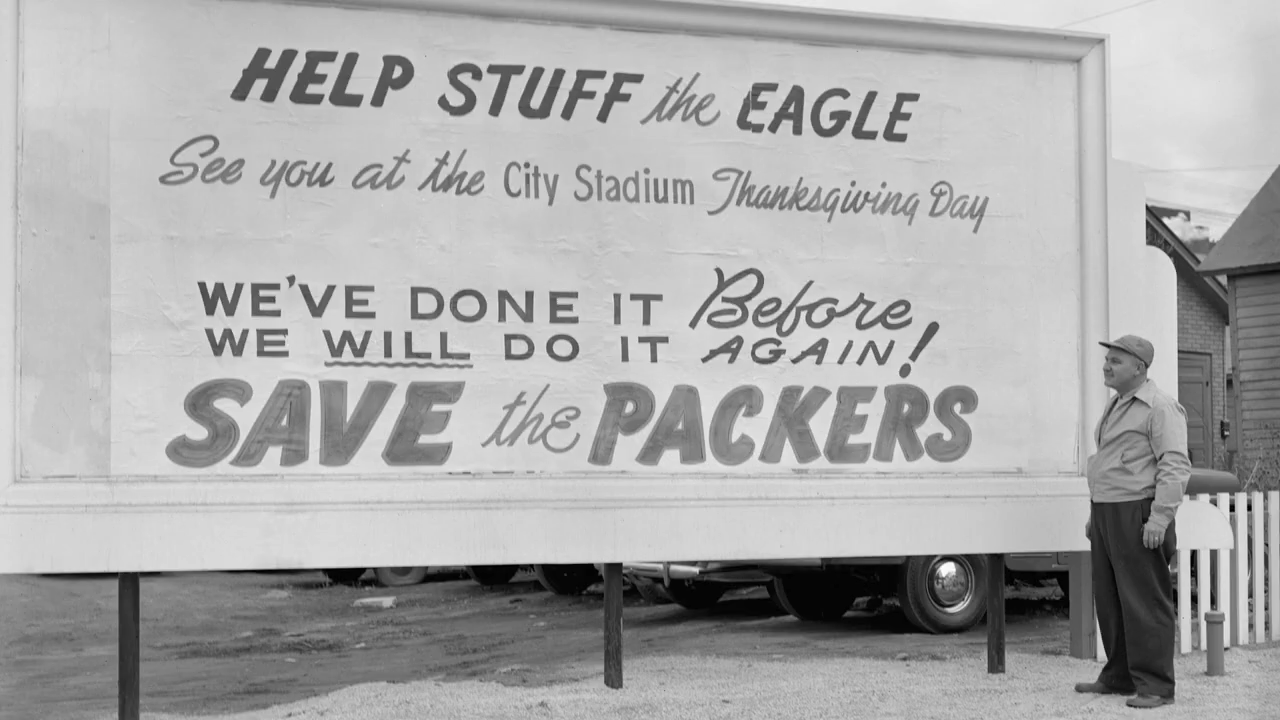 HELP STUFF the EAGLE
See you at the City Stadium Thanksgiving Day
WE'VE DONE IT Before
WE WILL DO IT AGAIN!
SAVE the PACKERS